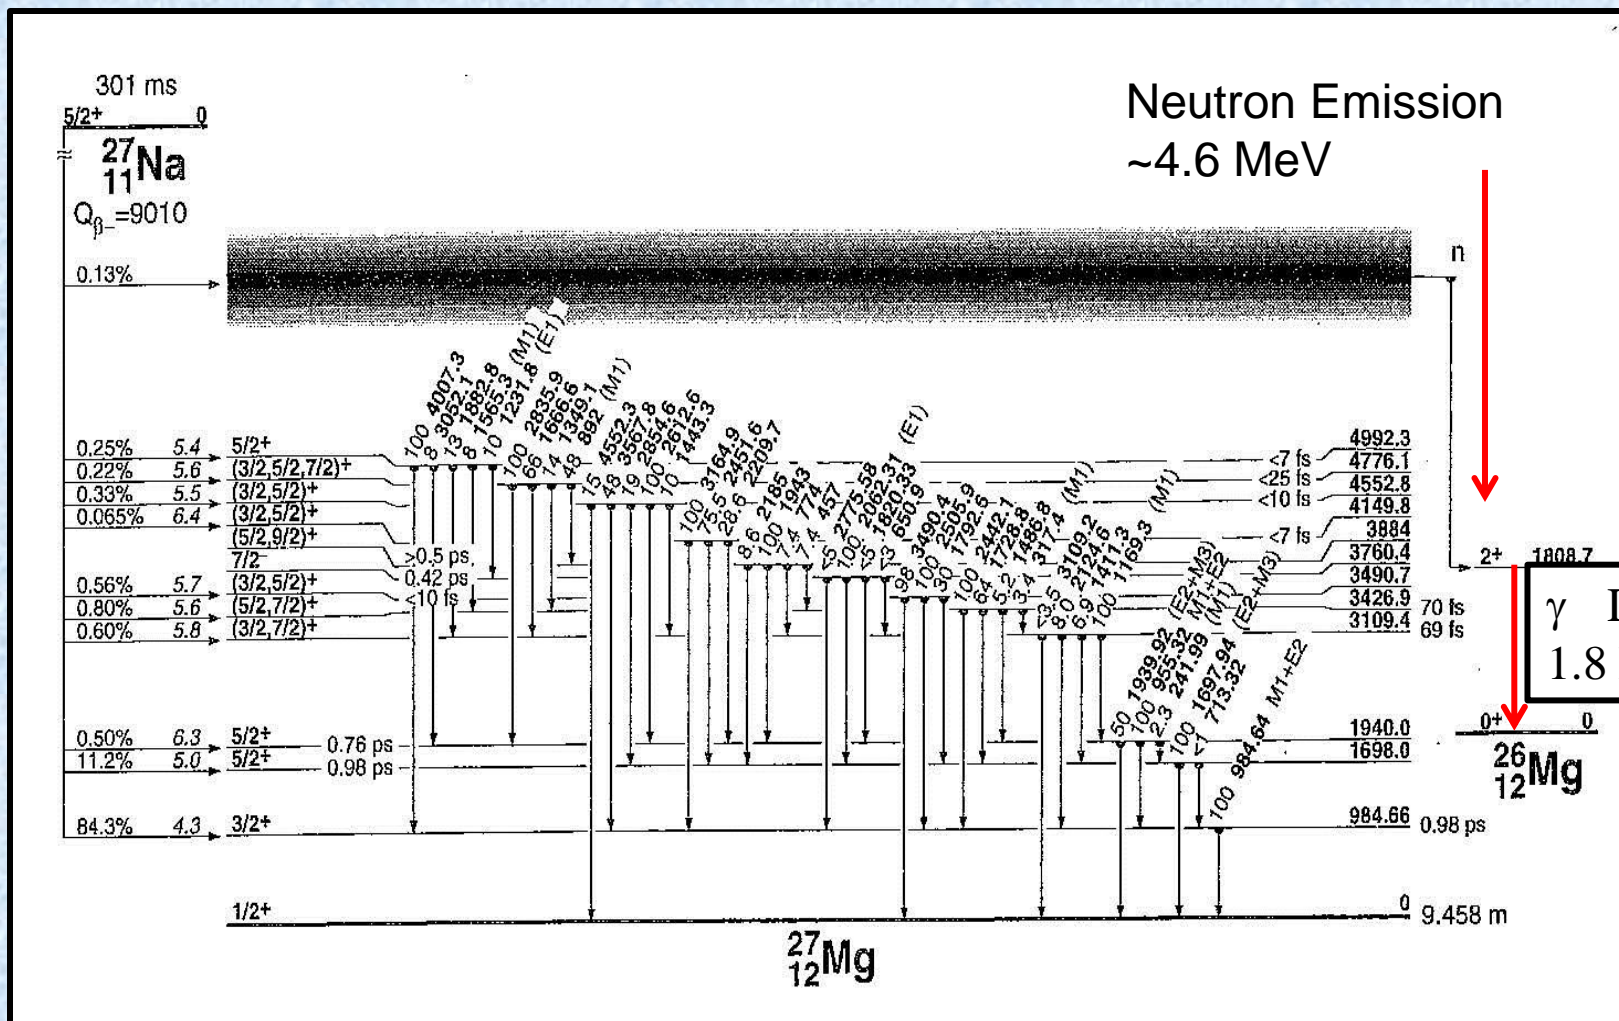 301 ms
5/2+ 0
27
11 Na
Qβ−=9010
Neutron Emission
~4.6 MeV
n
0.13%
100 4007.3
8 3052.1
13 1882.8
8 1565.3 (M1)
10 1231.8 (E1)
100 2835.9
66 1666.6
14 1349.1
48 892 (M1)
15 4552.3
48 3567.8
19 2854.6
100 2612.6
10 1443.3
100 3164.9
75.5 2451.6
28.6 2209.7
8.6 2185
100 1943
7.4 774
7.4 457
<5 2775.58
100 2062.31 (E1)
<5 1820.33
<3 650.9
98 3490.4
100 2505.9
30 1792.6
100 2442.1
64 1728.8
5.2 1486.8 (M1)
3.4 317.4
<3.5 3109.2
8.0 2124.6
6.9 1411.3
100 1169.3 (M1)
50 1939.92 (E2+M3)
100 955.32 M1+E2
2.3 241.99 (M1)
100 1697.94 (E2+M3)
<1 713.32
100 984.64 M1+E2
0.25% 5.4 5/2+ <7 fs 4992.3
0.22% 5.6 (3/2,5/2,7/2)+ <25 fs 4776.1
0.33% 5.5 (3/2,5/2)+ <10 fs 4552.8
0.065% 6.4 (3/2,5/2)+ <7 fs 4149.8
(5/2,9/2)+ >0.5 ps, 3884
7/2− 0.42 ps, 3760.4
0.56% 5.7 (3/2,5/2)+ <10 fs 3490.7
0.80% 5.6 (5/2,7/2)+ 3426.9 70 fs
0.60% 5.8 (3/2,7/2)+ 3109.4 69 fs
2+ 1808.7
γ
1.8
0+ 0
26
12 Mg
0.50% 6.3 5/2+ 0.76 ps 1940.0
11.2% 5.0 5/2+ 0.98 ps 1698.0
84.3% 4.3 3/2+ 984.66 0.98 ps
1/2+ 0 9.458 m
27
12 Mg